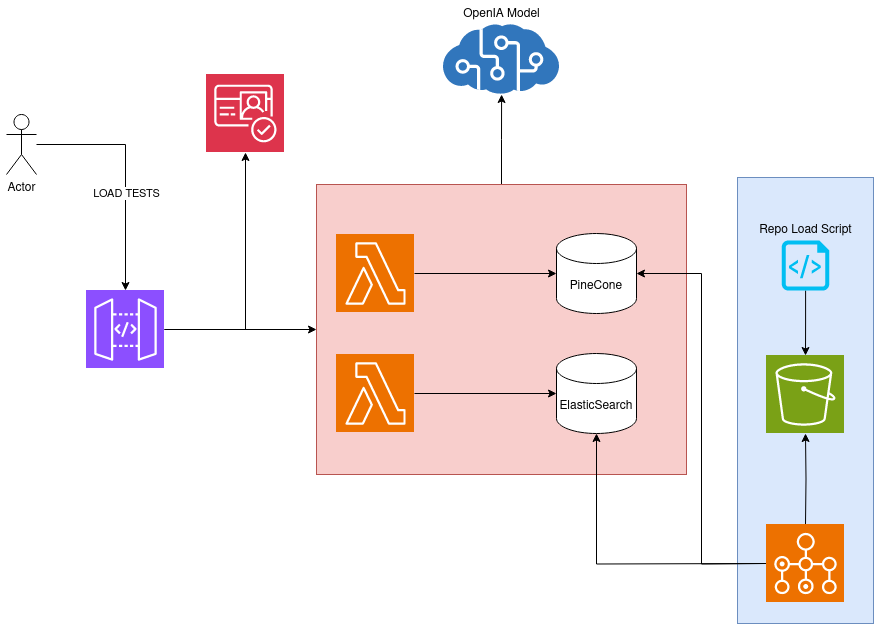 OpenIA Model
Actor
LOAD TESTS
Repo Load Script
PineCone
ElasticSearch